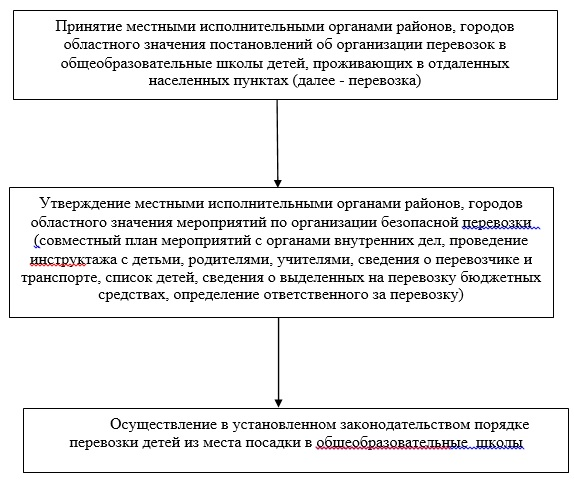 Принятие местными исполнительными органами районов, городов
областного значения постановлений об организации перевозок в
общеобразовательные школы детей, проживающих в отдаленных
населенных пунктах (далее - перевозка)
Утверждение местными исполнительными органами районов, городов
областного значения мероприятий по организации безопасной перевозки
(совместный план мероприятий с органами внутренних дел, проведение
инструктажа с детьми, родителями, учителями, сведения о перевозчике и
транспорте, список детей, сведения о выделенных на перевозку бюджетных
средствах, определение ответственного за перевозку)
Осуществление в установленном законодательством порядке
перевозки детей из места посадки в общеобразовательные школы